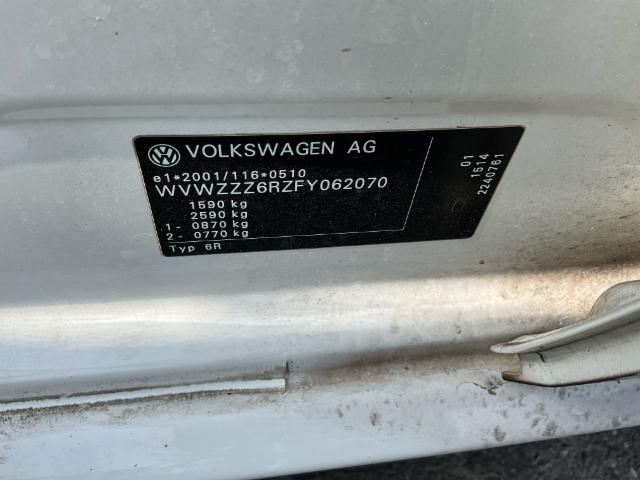 VOLKSWAGEN AG
e1*2001/116*0510
WVWZZZ6RZFY062070
1590 kg
2590 kg
1- 0870 kg
2- 0770 kg
Typ 6R
01
1514
2240761